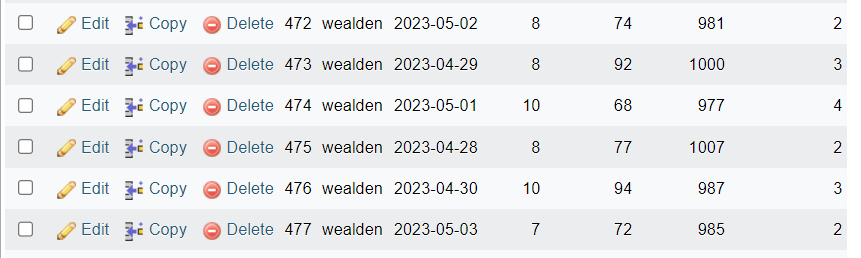 Edit Copy Delete 472 wealden 2023-05-02 8 74 981 2
Edit Copy Delete 473 wealden 2023-04-29 8 92 1000 3
Edit Copy Delete 474 wealden 2023-05-01 10 68 977 4
Edit Copy Delete 475 wealden 2023-04-28 8 77 1007 2
Edit Copy Delete 476 wealden 2023-04-30 10 94 987 3
Edit Copy Delete 477 wealden 2023-05-03 7 72 985 2